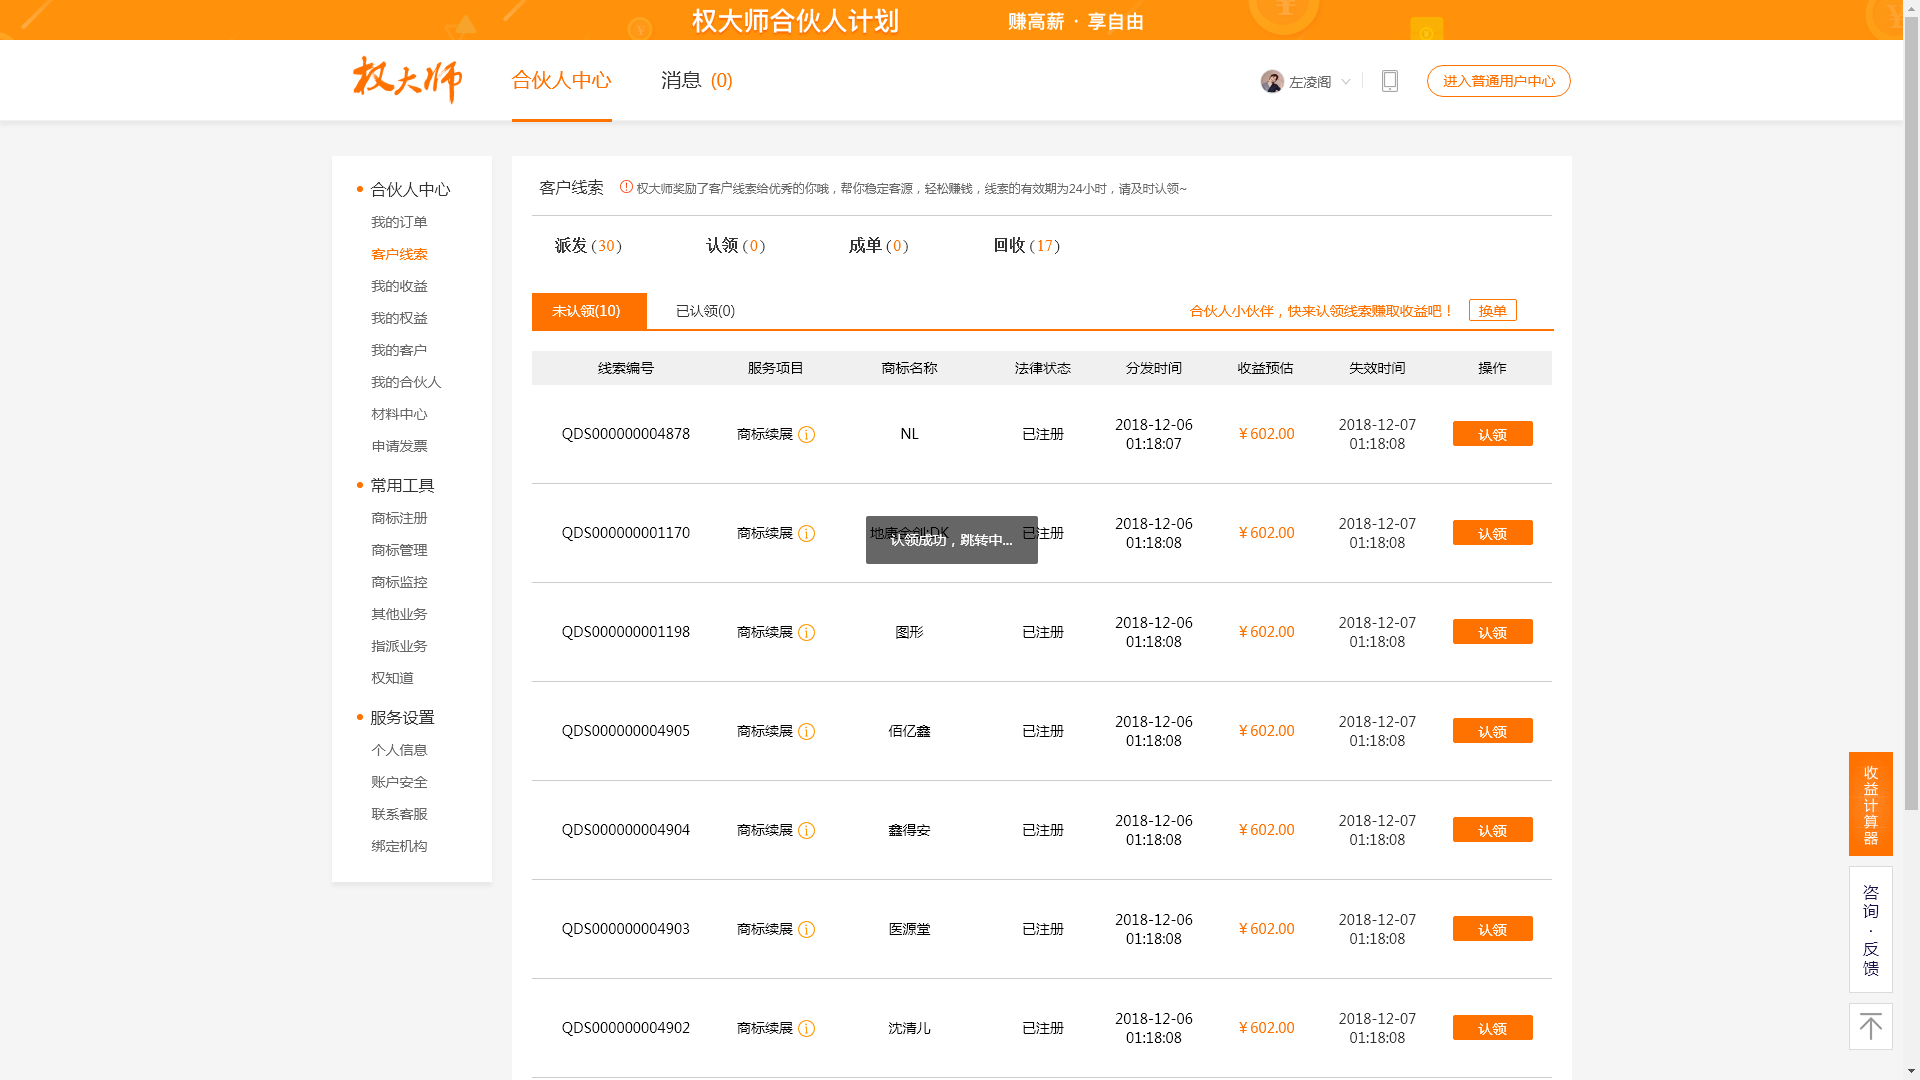 权大师合伙人计划 赚高薪 · 享自由
权大师 合伙人中心 消息 (0) 左凌阁 进入普通用户中心
合伙人中心
我的订单
客户线索
我的收益
我的权益
我的客户
我的合伙人
材料中心
申请发票
常用工具
商标注册
商标管理
商标监控
其他业务
指派业务
权知道
服务设置
个人信息
账户安全
联系客服
绑定机构
客户线索 权大师奖励了客户线索给优秀的你哦，帮你稳定客源，轻松赚钱，线索的有效期为24小时，请及时认领~
派发 (30) 认领 (0) 成单 (0) 回收 (17)
未认领(10) 已认领(0) 合伙人小伙伴，快来认领线索赚取收益吧！ 换单
线索编号 服务项目 商标名称 法律状态 分发时间 收益预估 失效时间 操作
QDS000000004878 商标续展 NL 已注册 2018-12-06 01:18:07 ￥602.00 2018-12-07 01:18:08 认领
QDS000000001170 商标续展 地康金创;DK 已注册 2018-12-06 01:18:08 ￥602.00 2018-12-07 01:18:08 认领
认领成功，跳转中...
QDS000000001198 商标续展 图形 已注册 2018-12-06 01:18:08 ￥602.00 2018-12-07 01:18:08 认领
QDS000000004905 商标续展 佰亿鑫 已注册 2018-12-06 01:18:08 ￥602.00 2018-12-07 01:18:08 认领
QDS000000004904 商标续展 鑫得安 已注册 2018-12-06 01:18:08 ￥602.00 2018-12-07 01:18:08 认领
QDS000000004903 商标续展 医源堂 已注册 2018-12-06 01:18:08 ￥602.00 2018-12-07 01:18:08 认领
QDS000000004902 商标续展 沈清儿 已注册 2018-12-06 01:18:08 ￥602.00 2018-12-07 01:18:08 认领
收益计算器
咨询·反馈